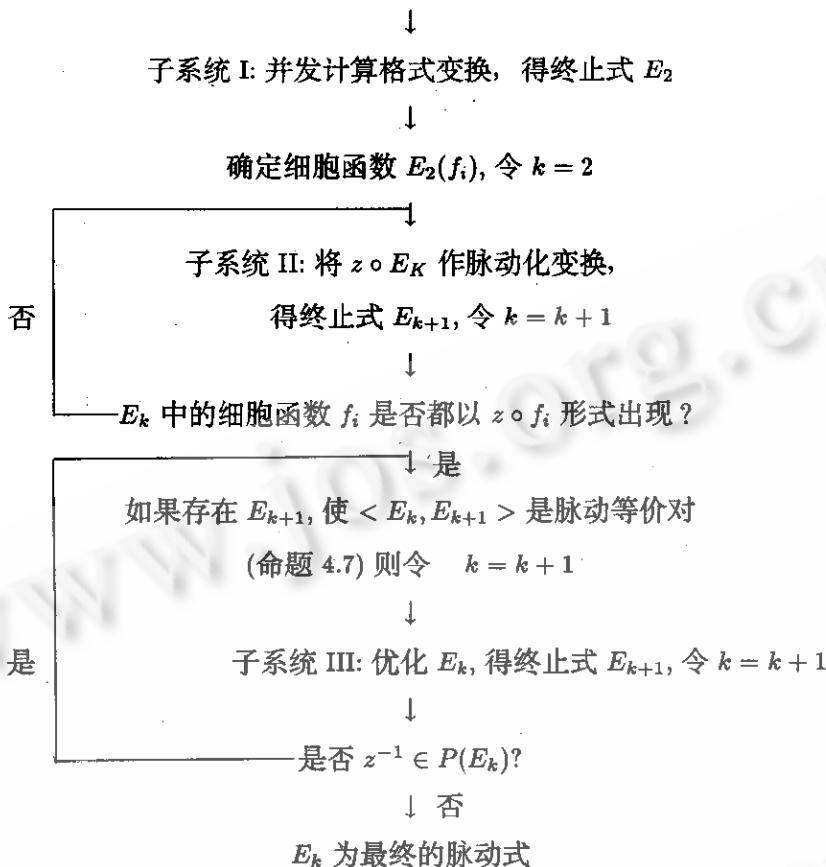 ↓
子系统 I: 并发计算格式变换, 得终止式 E₂
↓
确定细胞函数 E₂(fᵢ), 令 k = 2
↓
子系统 II: 将 z ∘ E_K 作脉动化变换,
否 得终止式 E_{k+1}, 令 k = k + 1
↓
E_k 中的细胞函数 fᵢ 是否都以 z ∘ fᵢ 形式出现?
↓ 是
如果存在 E_{k+1}, 使 < E_k, E_{k+1} > 是脉动等价对
(命题 4.7) 则令 k = k + 1
↓
是 子系统 III: 优化 E_k, 得终止式 E_{k+1}, 令 k = k + 1
↓
是否 z⁻¹ ∈ P(E_k)?
↓ 否
E_k 为最终的脉动式
www.jos.org.c